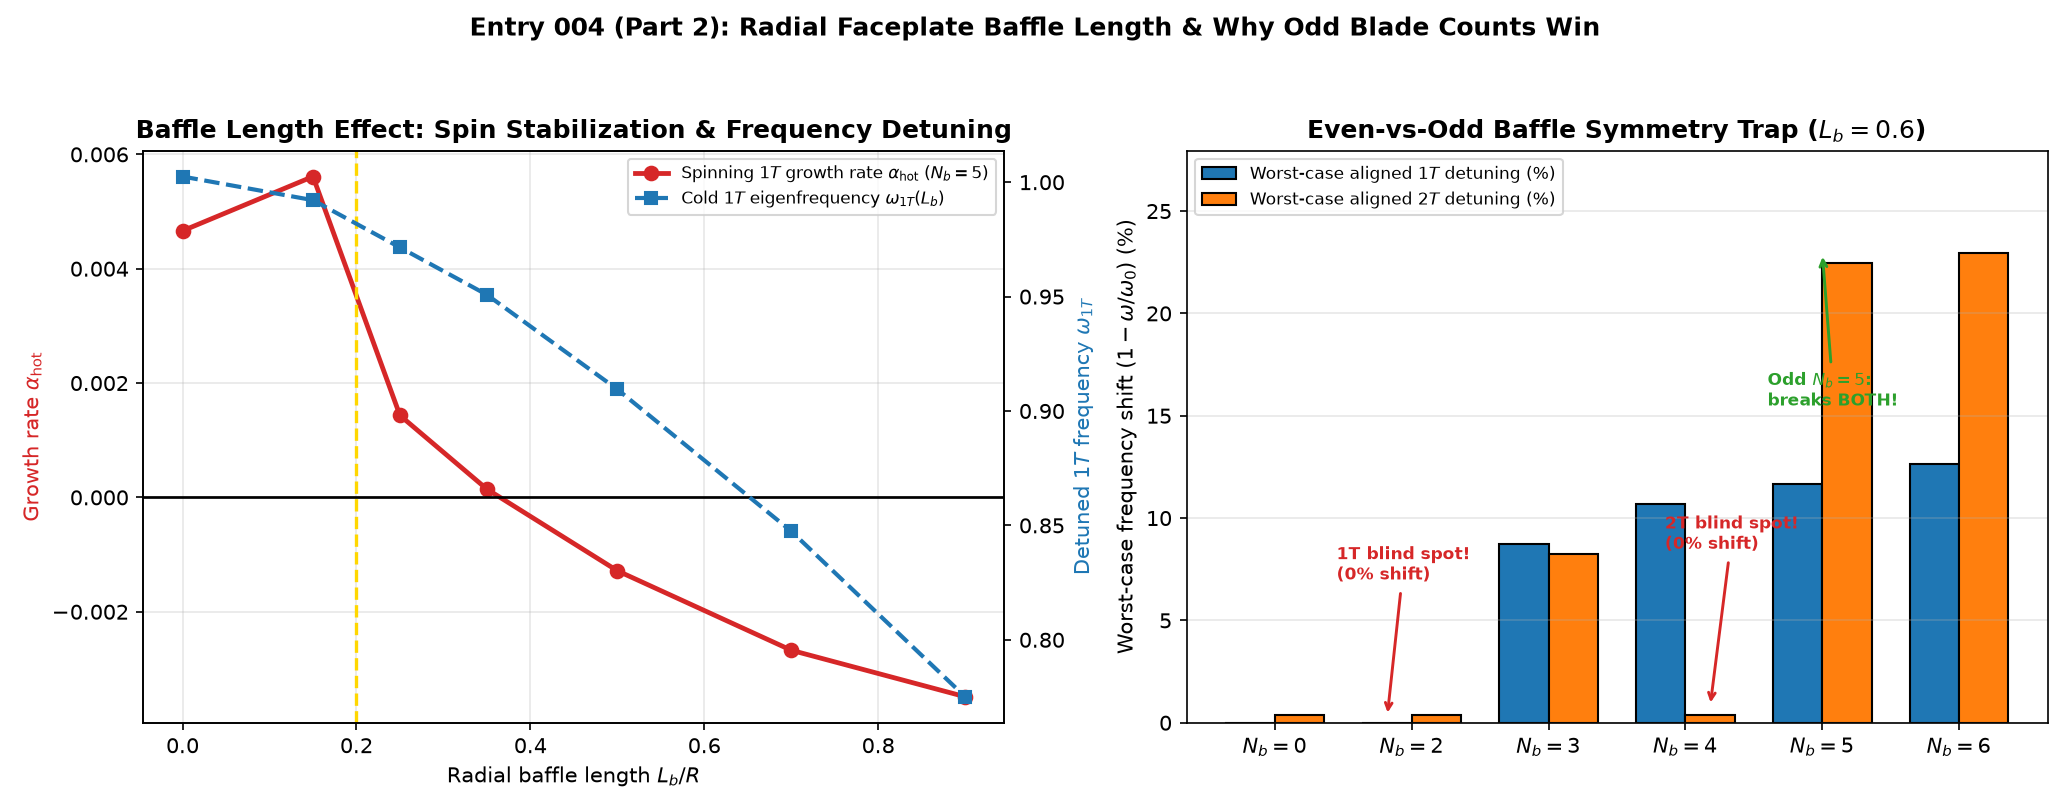 Entry 004 (Part 2): Radial Faceplate Baffle Length & Why Odd Blade Counts Win
Baffle Length Effect: Spin Stabilization & Frequency Detuning
Spinning 1T growth rate α_hot (N_b = 5)
Cold 1T eigenfrequency ω_1T(L_b)
Growth rate α_hot
0.006
0.004
0.002
0.000
−0.002
0.0 0.2 0.4 0.6 0.8
Radial baffle length L_b/R
1.00
0.95
0.90
0.85
0.80
Detuned 1T frequency ω_1T
Even-vs-Odd Baffle Symmetry Trap (L_b = 0.6)
Worst-case aligned 1T detuning (%)
Worst-case aligned 2T detuning (%)
Worst-case frequency shift (1 − ω/ω_0) (%)
25
20
15
10
5
0
Odd N_b = 5:
breaks BOTH!
2T blind spot!
(0% shift)
1T blind spot!
(0% shift)
N_b = 0 N_b = 2 N_b = 3 N_b = 4 N_b = 5 N_b = 6